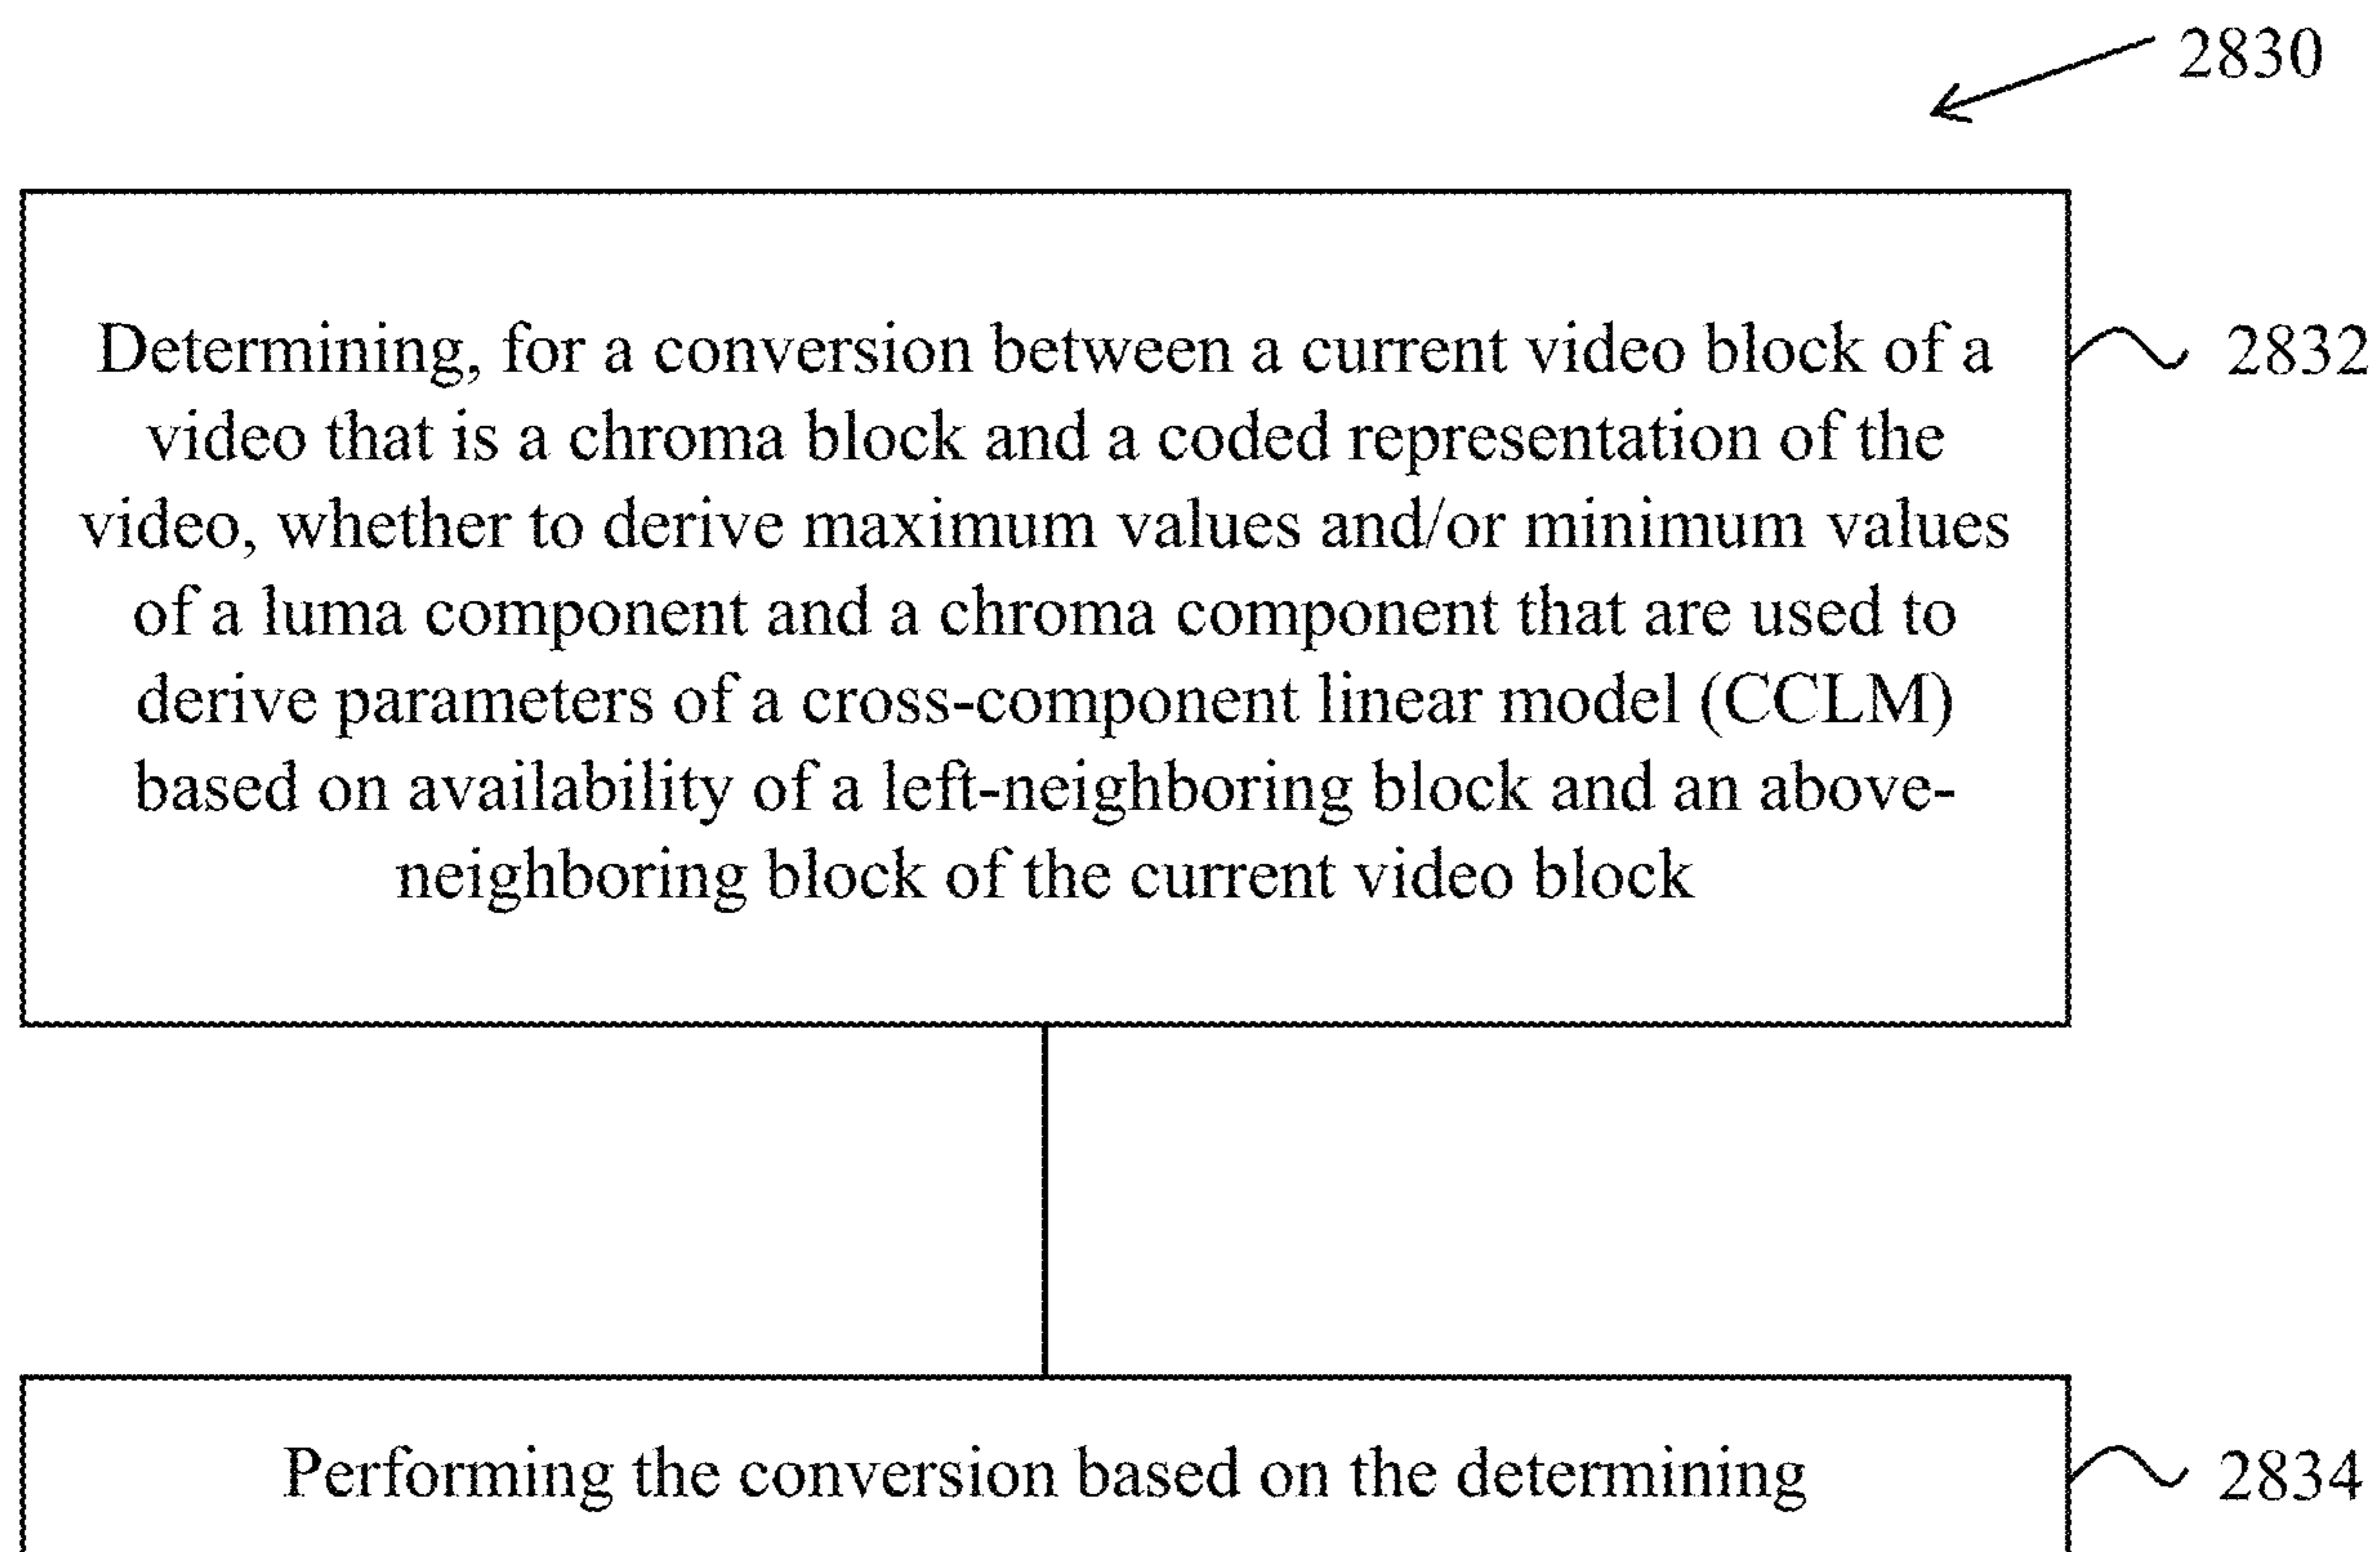 2830
Determining, for a conversion between a current video block of a
video that is a chroma block and a coded representation of the
video, whether to derive maximum values and/or minimum values
of a luma component and a chroma component that are used to
derive parameters of a cross-component linear model (CCLM)
based on availability of a left-neighboring block and an above-
neighboring block of the current video block
2832
Performing the conversion based on the determining
2834